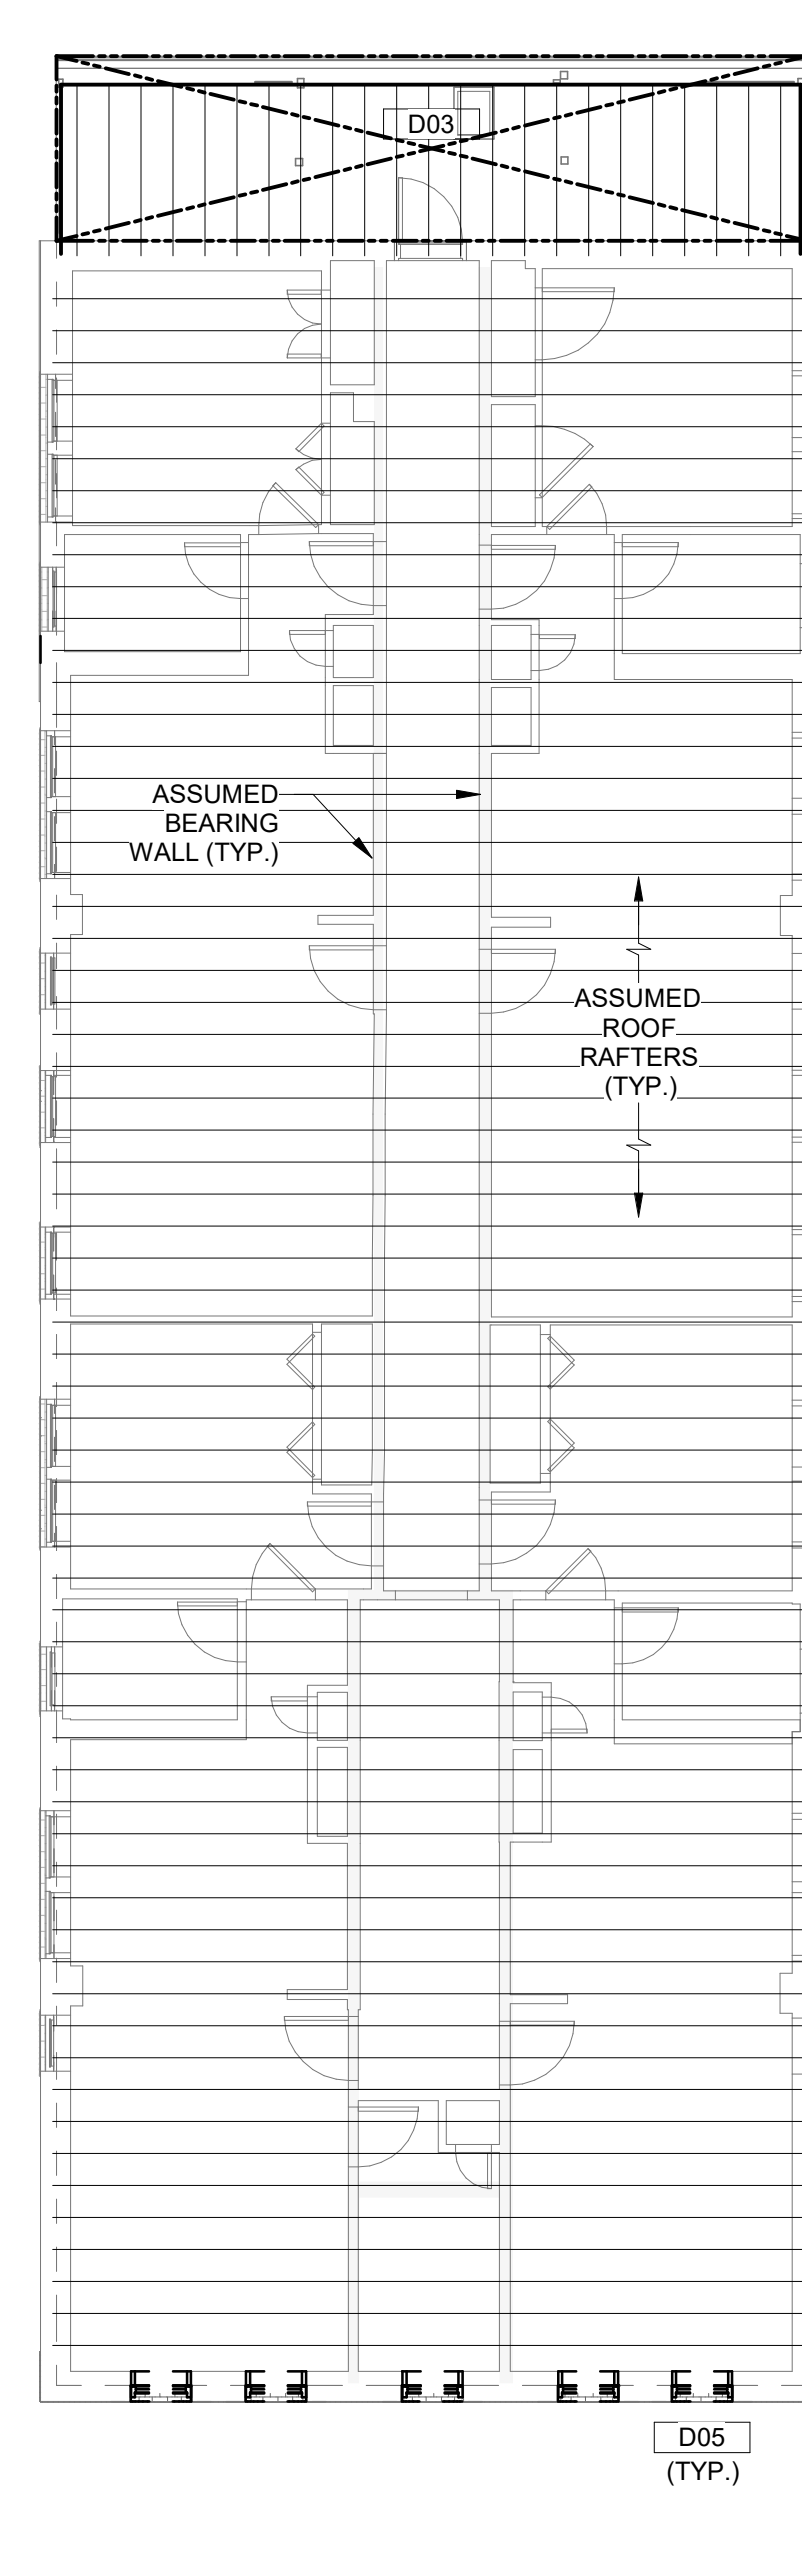 D03
ASSUMED
BEARING
WALL (TYP.)
ASSUMED
ROOF
RAFTERS
(TYP.)
D05
(TYP.)